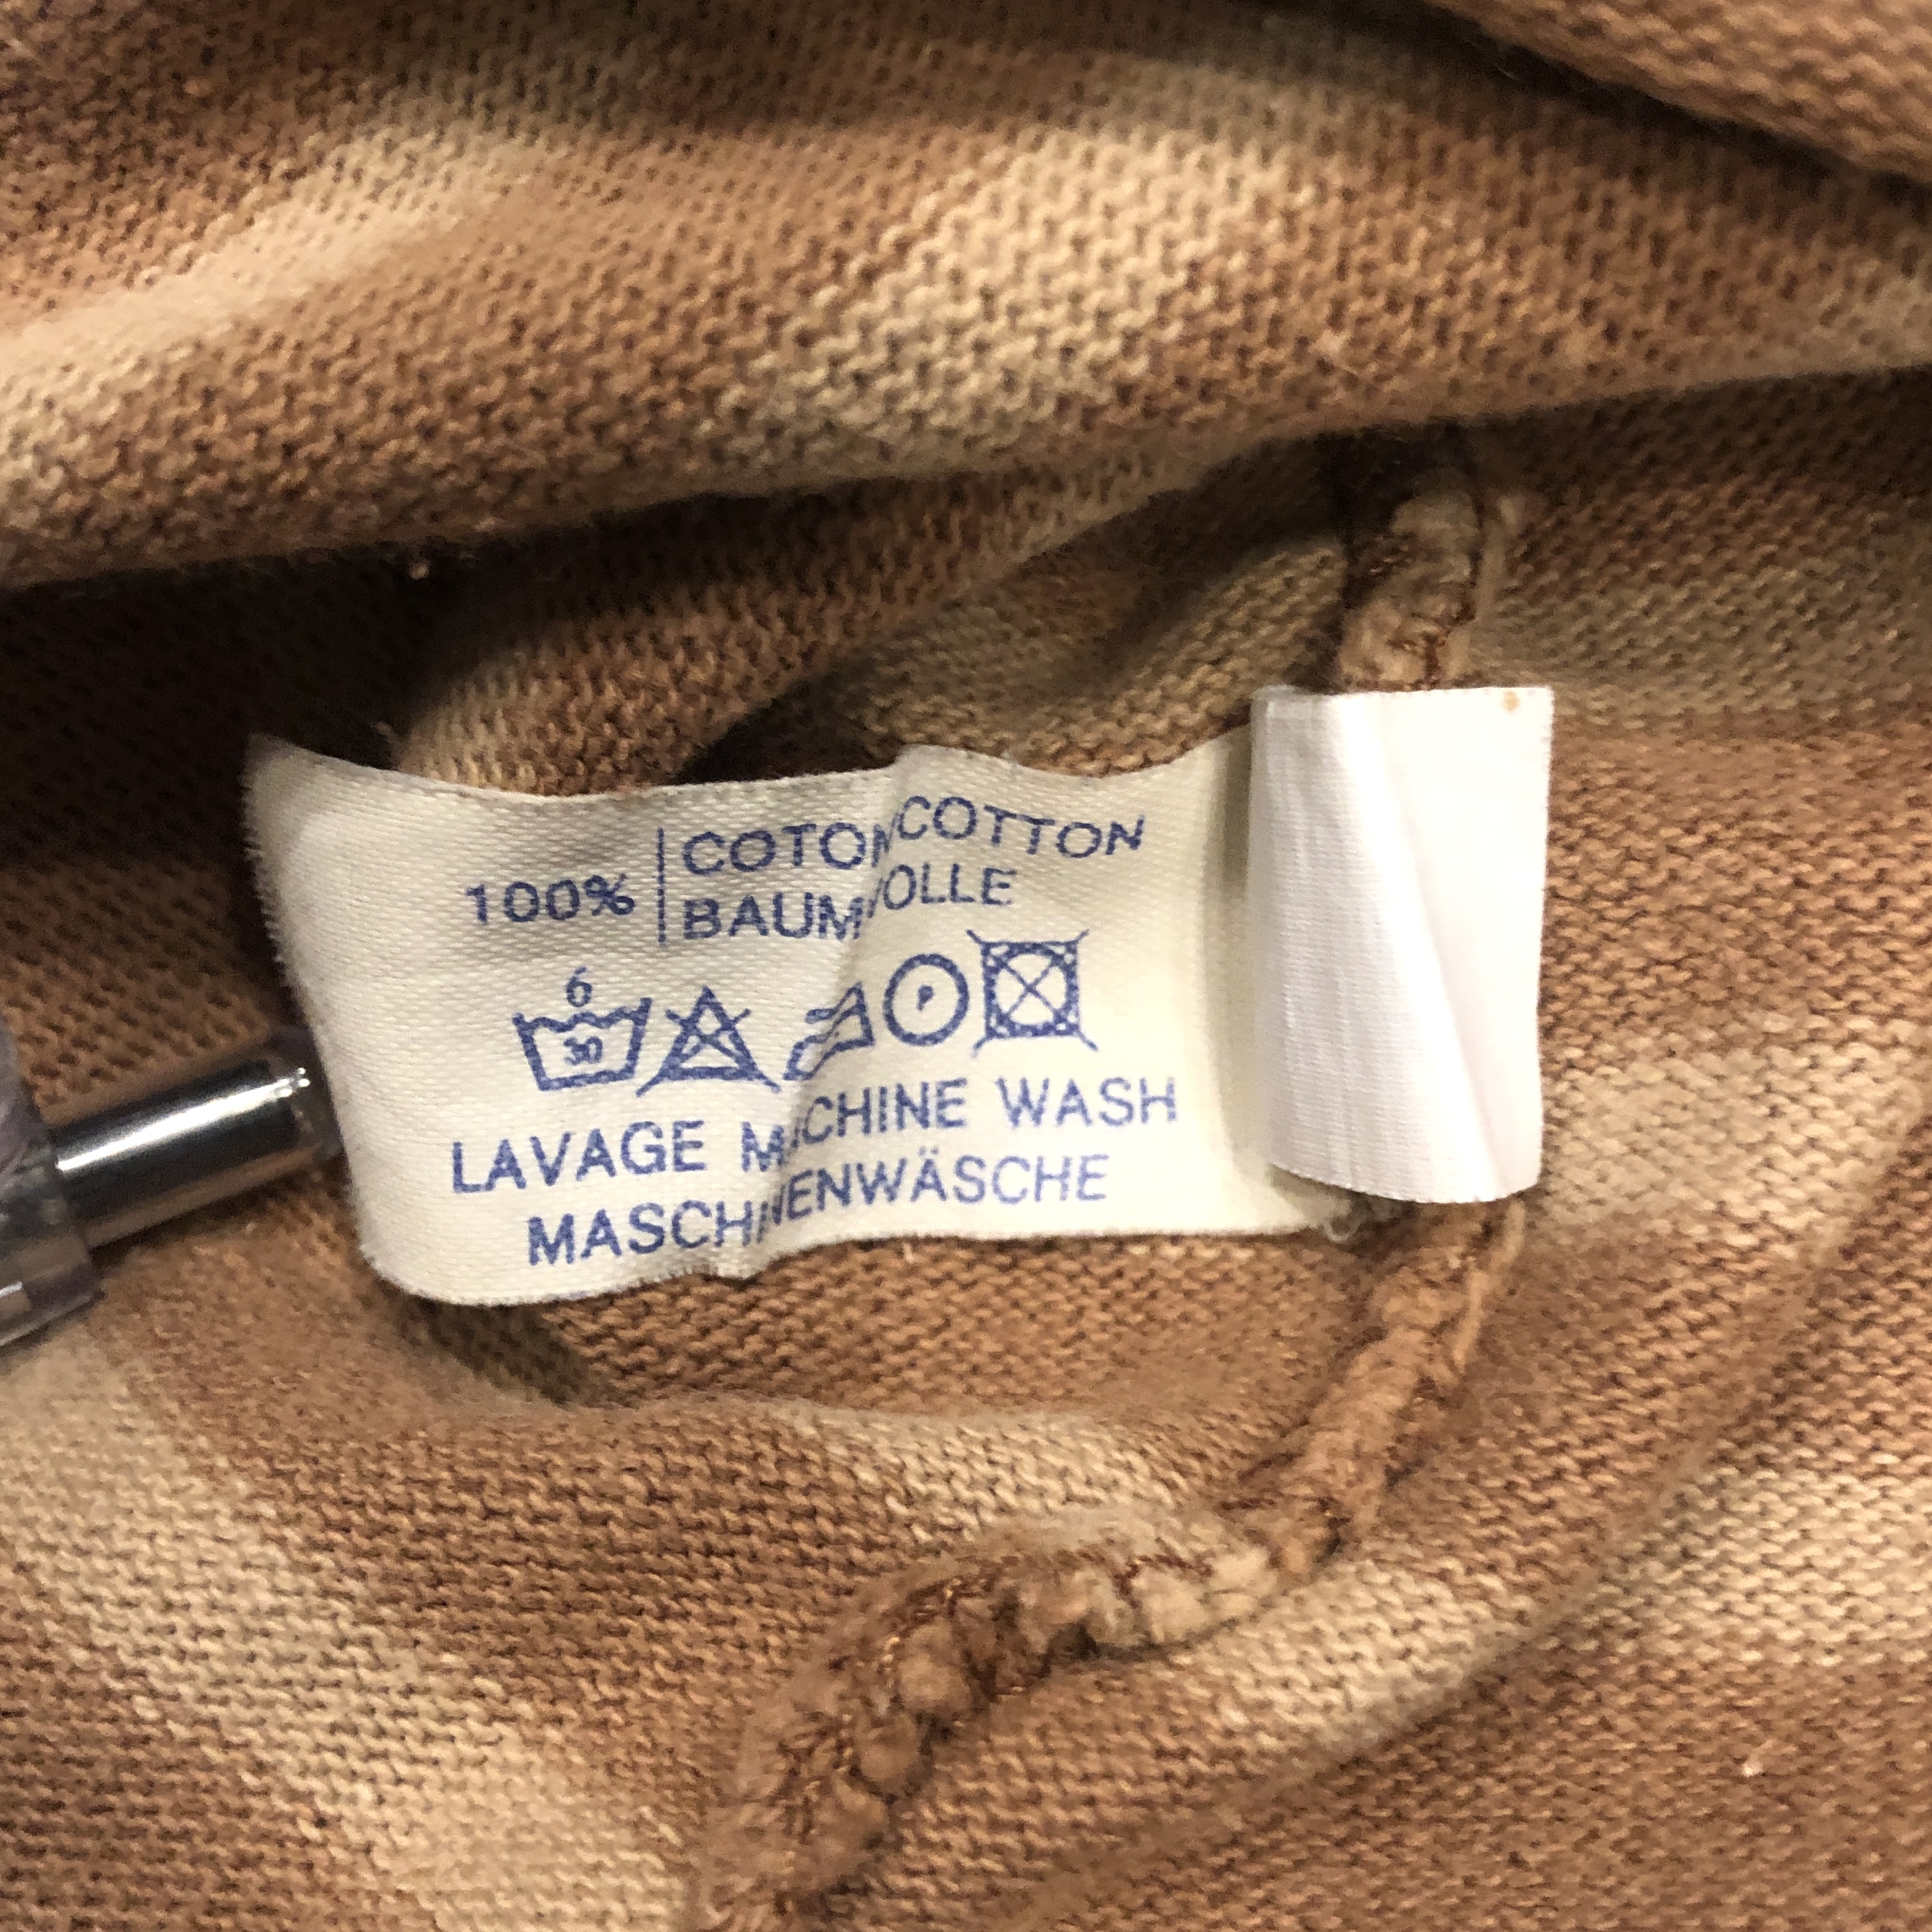 100% COTON COTTON
BAUMWOLLE
6
30
P
LAVAGE MACHINE WASH
MASCHINENWÄSCHE